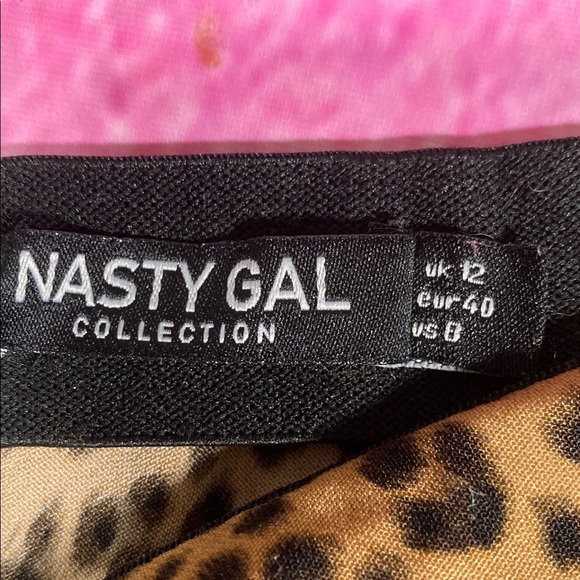 NASTY GAL
COLLECTION
uk 12
eur 40
us 8